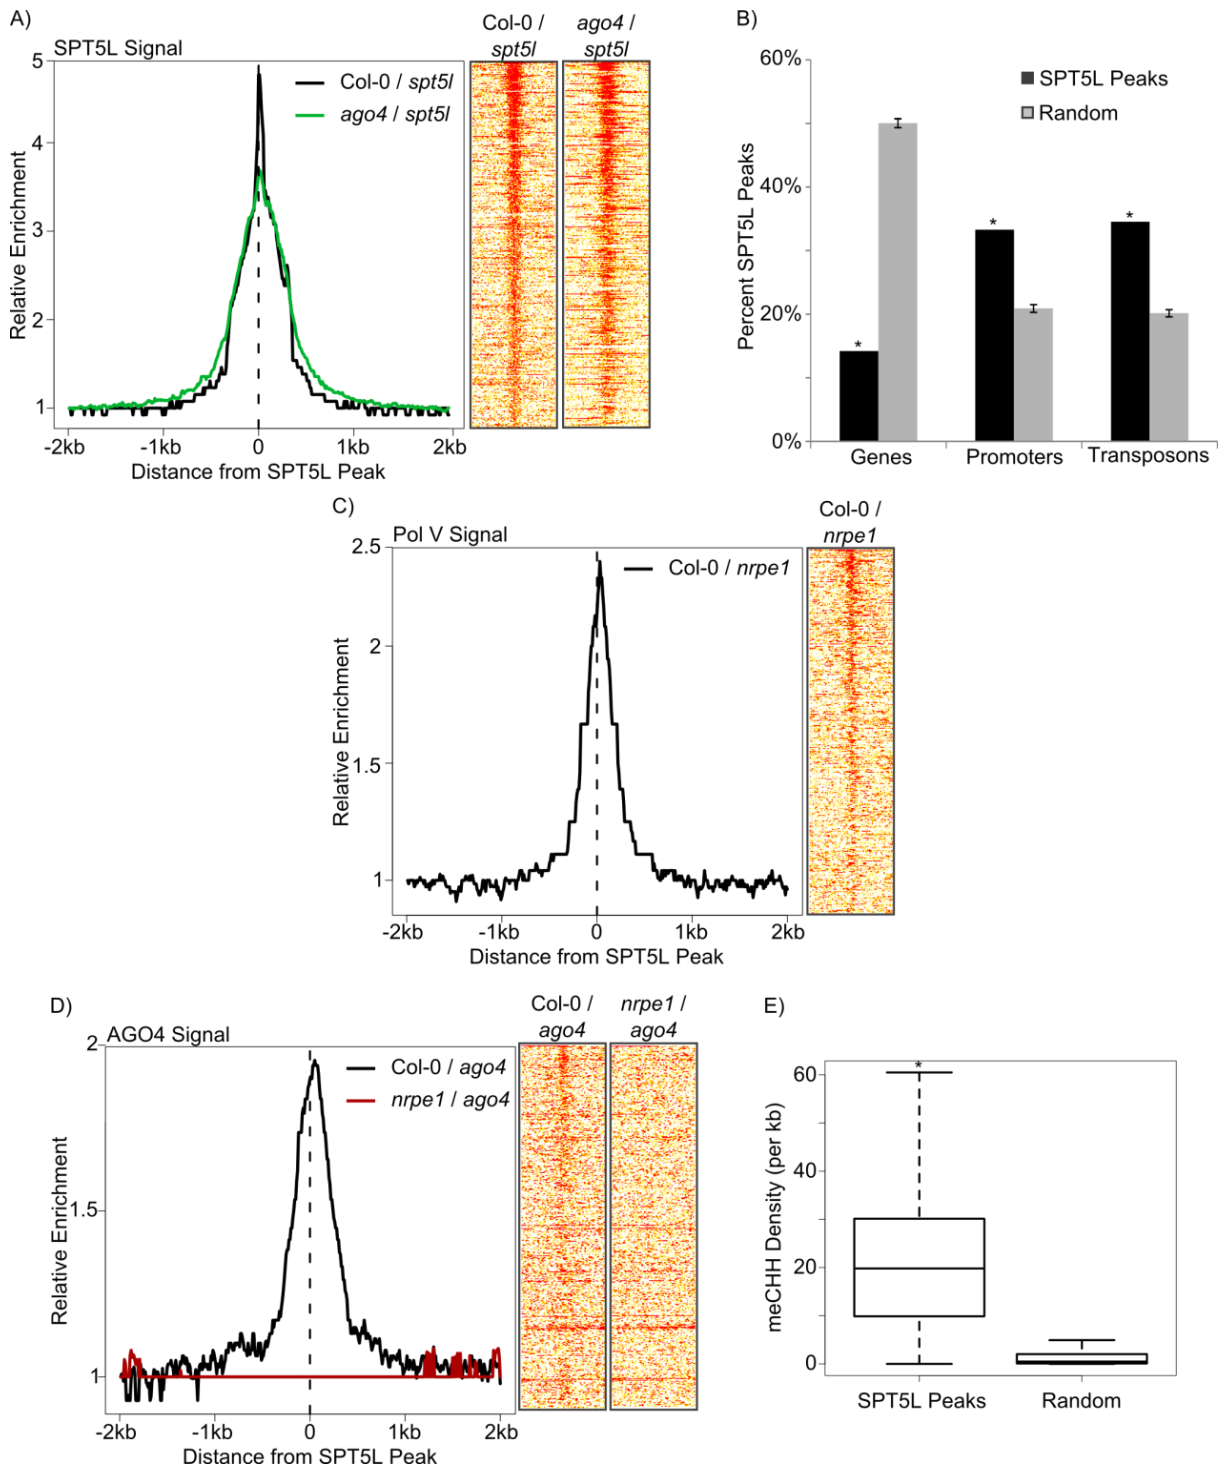 A)
SPT5L Signal
Col-0 /
spt5l
ago4 /
spt5l
Col-0 / spt5l
ago4 / spt5l
Relative Enrichment
5
4
3
2
1
-2kb
-1kb
0
1kb
2kb
Distance from SPT5L Peak
B)
60%
40%
20%
0%
Percent SPT5L Peaks
SPT5L Peaks
Random
*
*
*
Genes
Promoters
Transposons
C)
Pol V Signal
Col-0 /
nrpe1
Col-0 / nrpe1
Relative Enrichment
2.5
2
1.5
1
-2kb
-1kb
0
1kb
2kb
Distance from SPT5L Peak
D)
AGO4 Signal
Col-0 /
ago4
nrpe1 /
ago4
Col-0 / ago4
nrpe1 / ago4
Relative Enrichment
2
1.5
1
-2kb
-1kb
0
1kb
2kb
Distance from SPT5L Peak
E)
meCHH Density (per kb)
60
40
20
0
*
SPT5L Peaks
Random